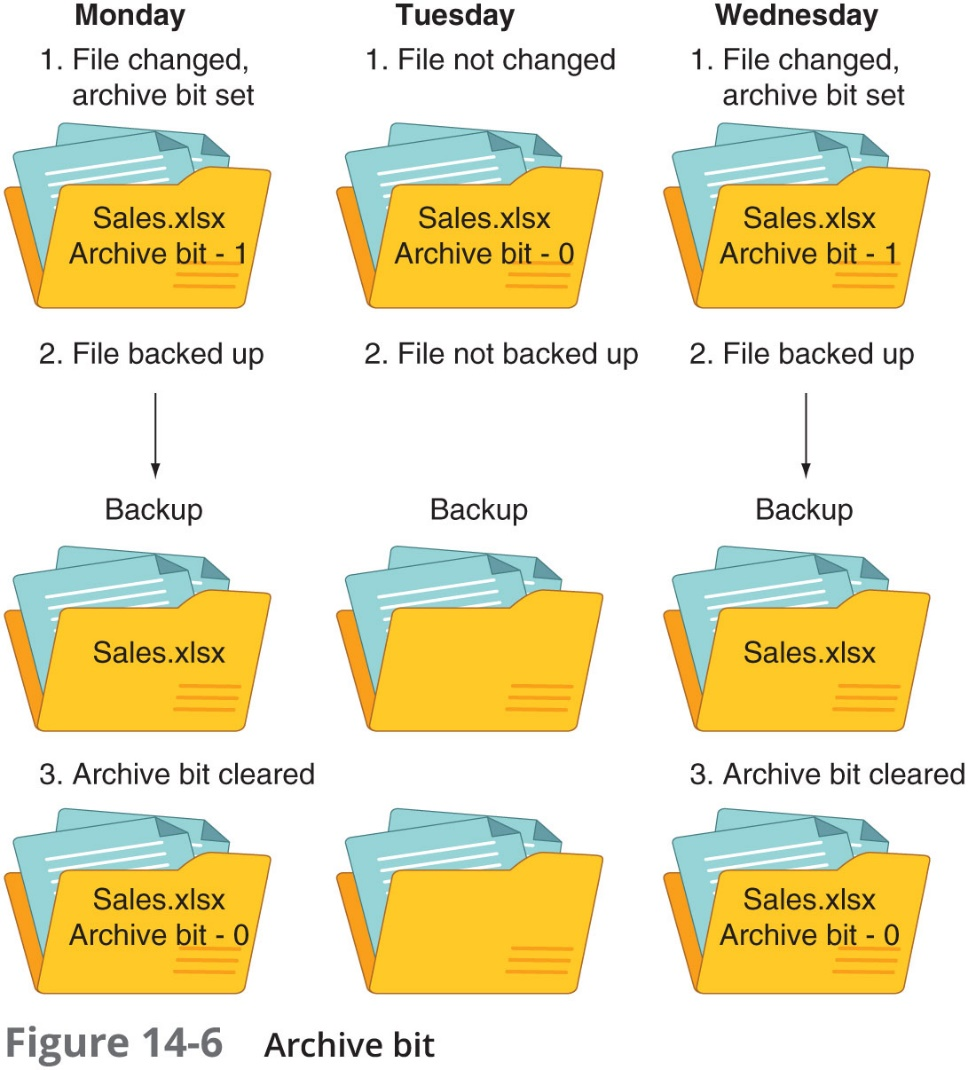 Monday
1. File changed,
archive bit set
Sales.xlsx
Archive bit - 1
2. File backed up
Backup
Sales.xlsx
3. Archive bit cleared
Sales.xlsx
Archive bit - 0
Tuesday
1. File not changed
Sales.xlsx
Archive bit - 0
2. File not backed up
Backup
Wednesday
1. File changed,
archive bit set
Sales.xlsx
Archive bit - 1
2. File backed up
Backup
Sales.xlsx
3. Archive bit cleared
Sales.xlsx
Archive bit - 0
Figure 14-6 Archive bit